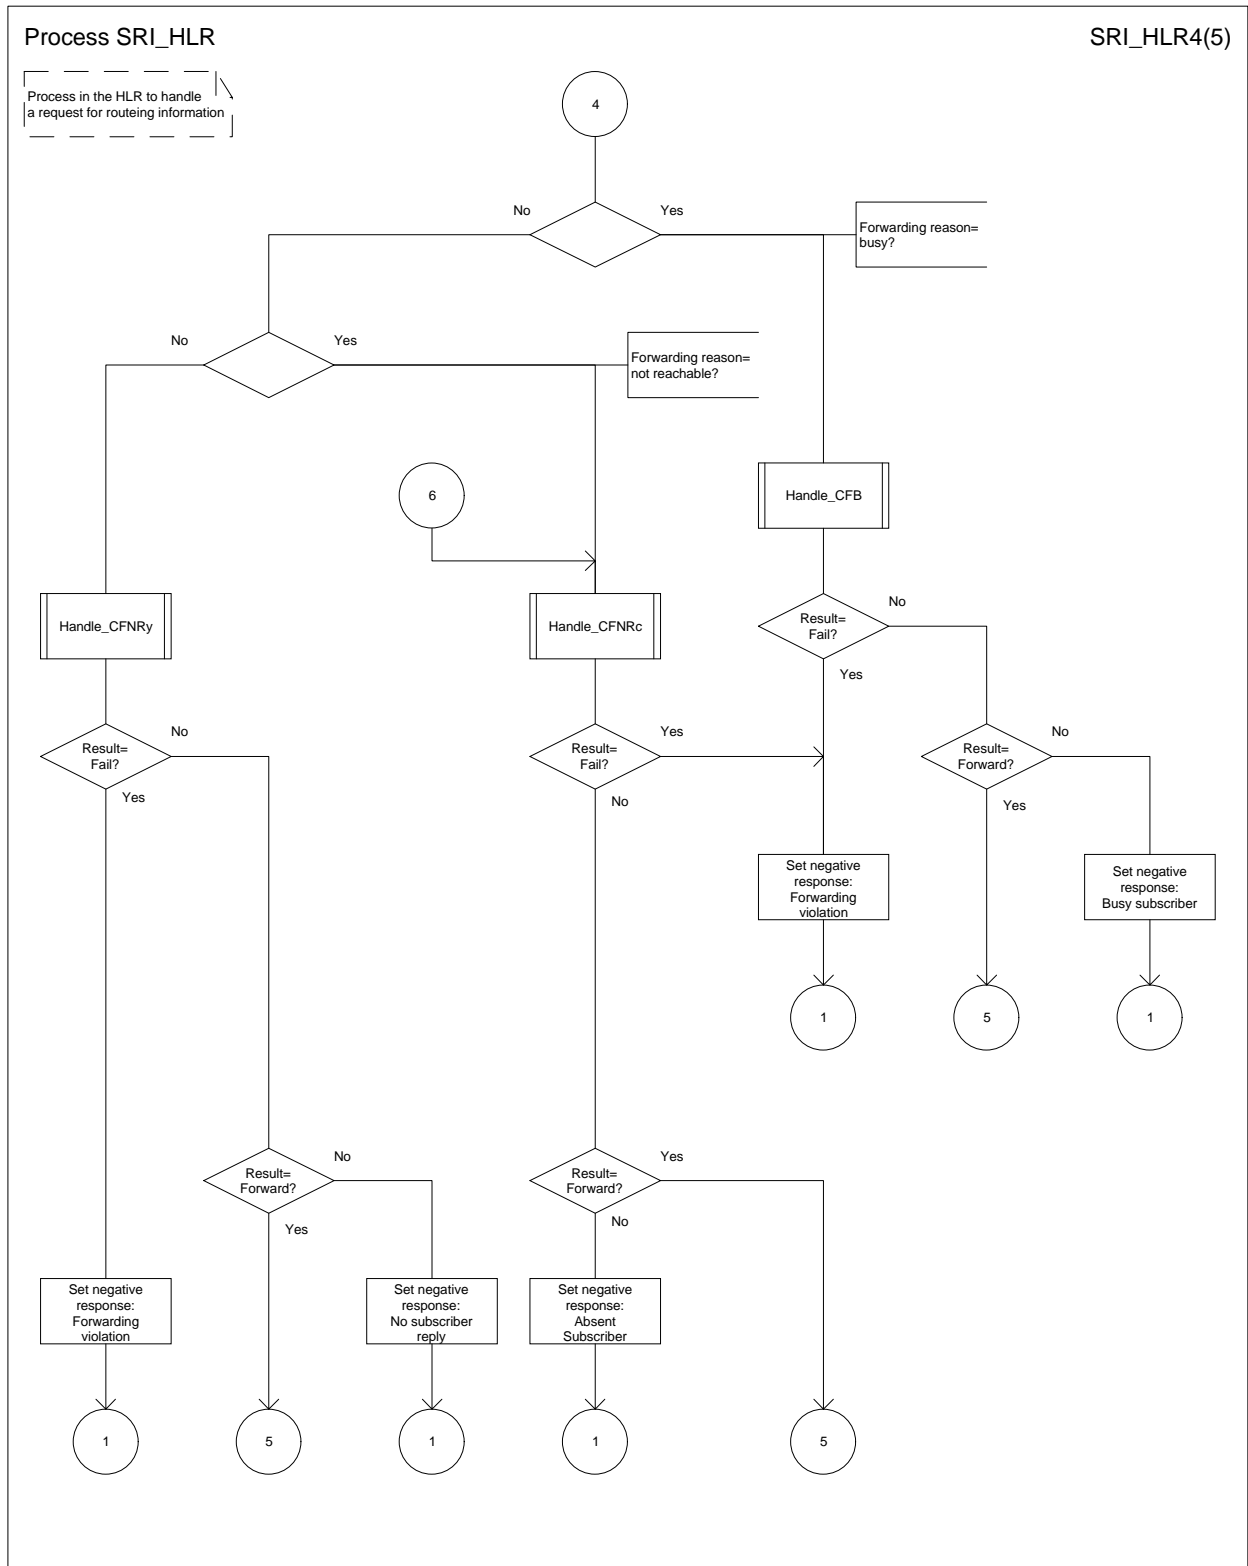 Process SRI_HLR
SRI_HLR4(5)
Process in the HLR to handle
a request for routeing information
4
No
Yes
Forwarding reason=
busy?
No
Yes
Forwarding reason=
not reachable?
6
Handle_CFB
Handle_CFNRy
Handle_CFNRc
Result=
Fail?
No
Yes
Result=
Fail?
No
Yes
Result=
Fail?
Yes
No
Result=
Forward?
No
Yes
Set negative
response:
Forwarding
violation
Set negative
response:
Busy subscriber
1
5
1
Result=
Forward?
No
Yes
Result=
Forward?
Yes
No
Set negative
response:
Forwarding
violation
Set negative
response:
No subscriber
reply
Set negative
response:
Absent
Subscriber
1
5
1
1
5